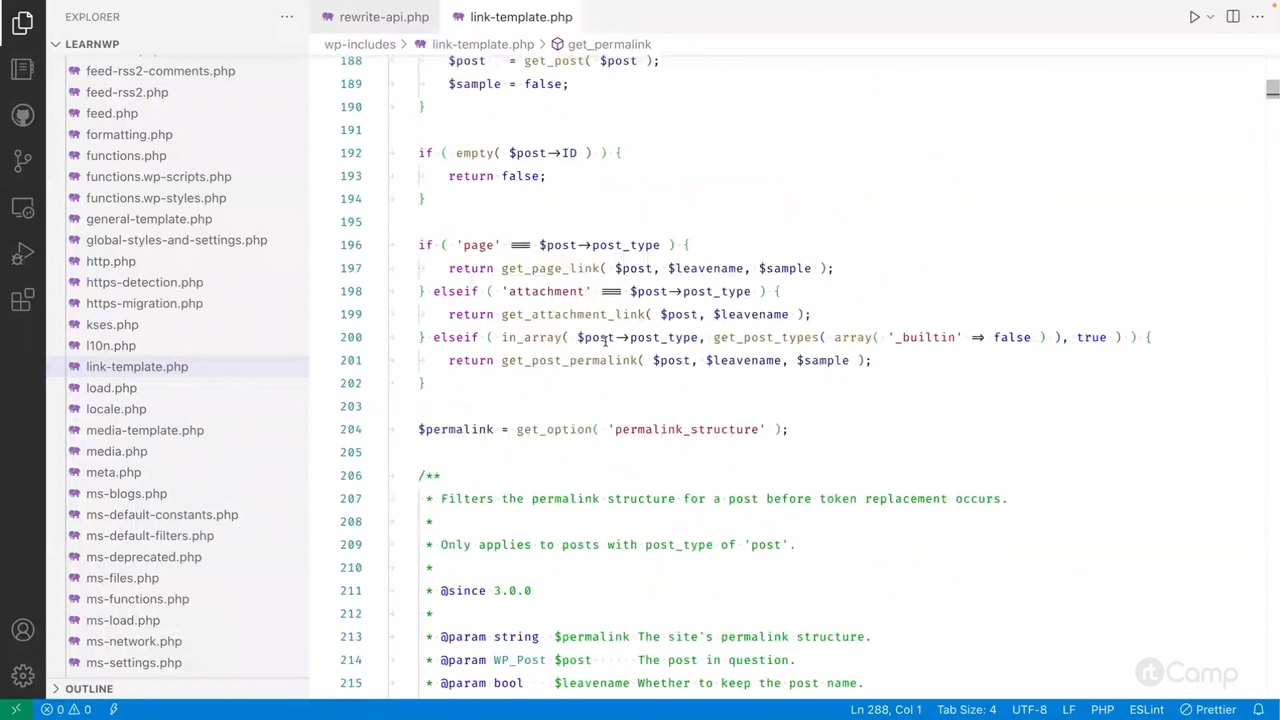 EXPLORER
LEARNWP
feed-rss2-comments.php
feed-rss2.php
feed.php
formatting.php
functions.php
functions.wp-scripts.php
functions.wp-styles.php
general-template.php
global-styles-and-settings.php
http.php
https-detection.php
https-migration.php
kses.php
l10n.php
link-template.php
load.php
locale.php
media-template.php
media.php
meta.php
ms-blogs.php
ms-default-constants.php
ms-default-filters.php
ms-deprecated.php
ms-files.php
ms-functions.php
ms-load.php
ms-network.php
ms-settings.php
OUTLINE
rewrite-api.php link-template.php
wp-includes > link-template.php > get_permalink
188 $post = get_post( $post );
189 $sample = false;
190 }
191
192 if ( empty( $post->ID ) ) {
193 return false;
194 }
195
196 if ( 'page' === $post->post_type ) {
197 return get_page_link( $post, $leavename, $sample );
198 } elseif ( 'attachment' === $post->post_type ) {
199 return get_attachment_link( $post, $leavename );
200 } elseif ( in_array( $post->post_type, get_post_types( array( '_builtin' => false ) ), true ) ) {
201 return get_post_permalink( $post, $leavename, $sample );
202 }
203
204 $permalink = get_option( 'permalink_structure' );
205
206 /**
207 * Filters the permalink structure for a post before token replacement occurs.
208 *
209 * Only applies to posts with post_type of 'post'.
210 *
211 * @since 3.0.0
212 *
213 * @param string $permalink The site's permalink structure.
214 * @param WP_Post $post The post in question.
215 * @param bool $leavename Whether to keep the post name.
rtCamp
0 0 Ln 288, Col 1 Tab Size: 4 UTF-8 LF PHP ESLint Prettier